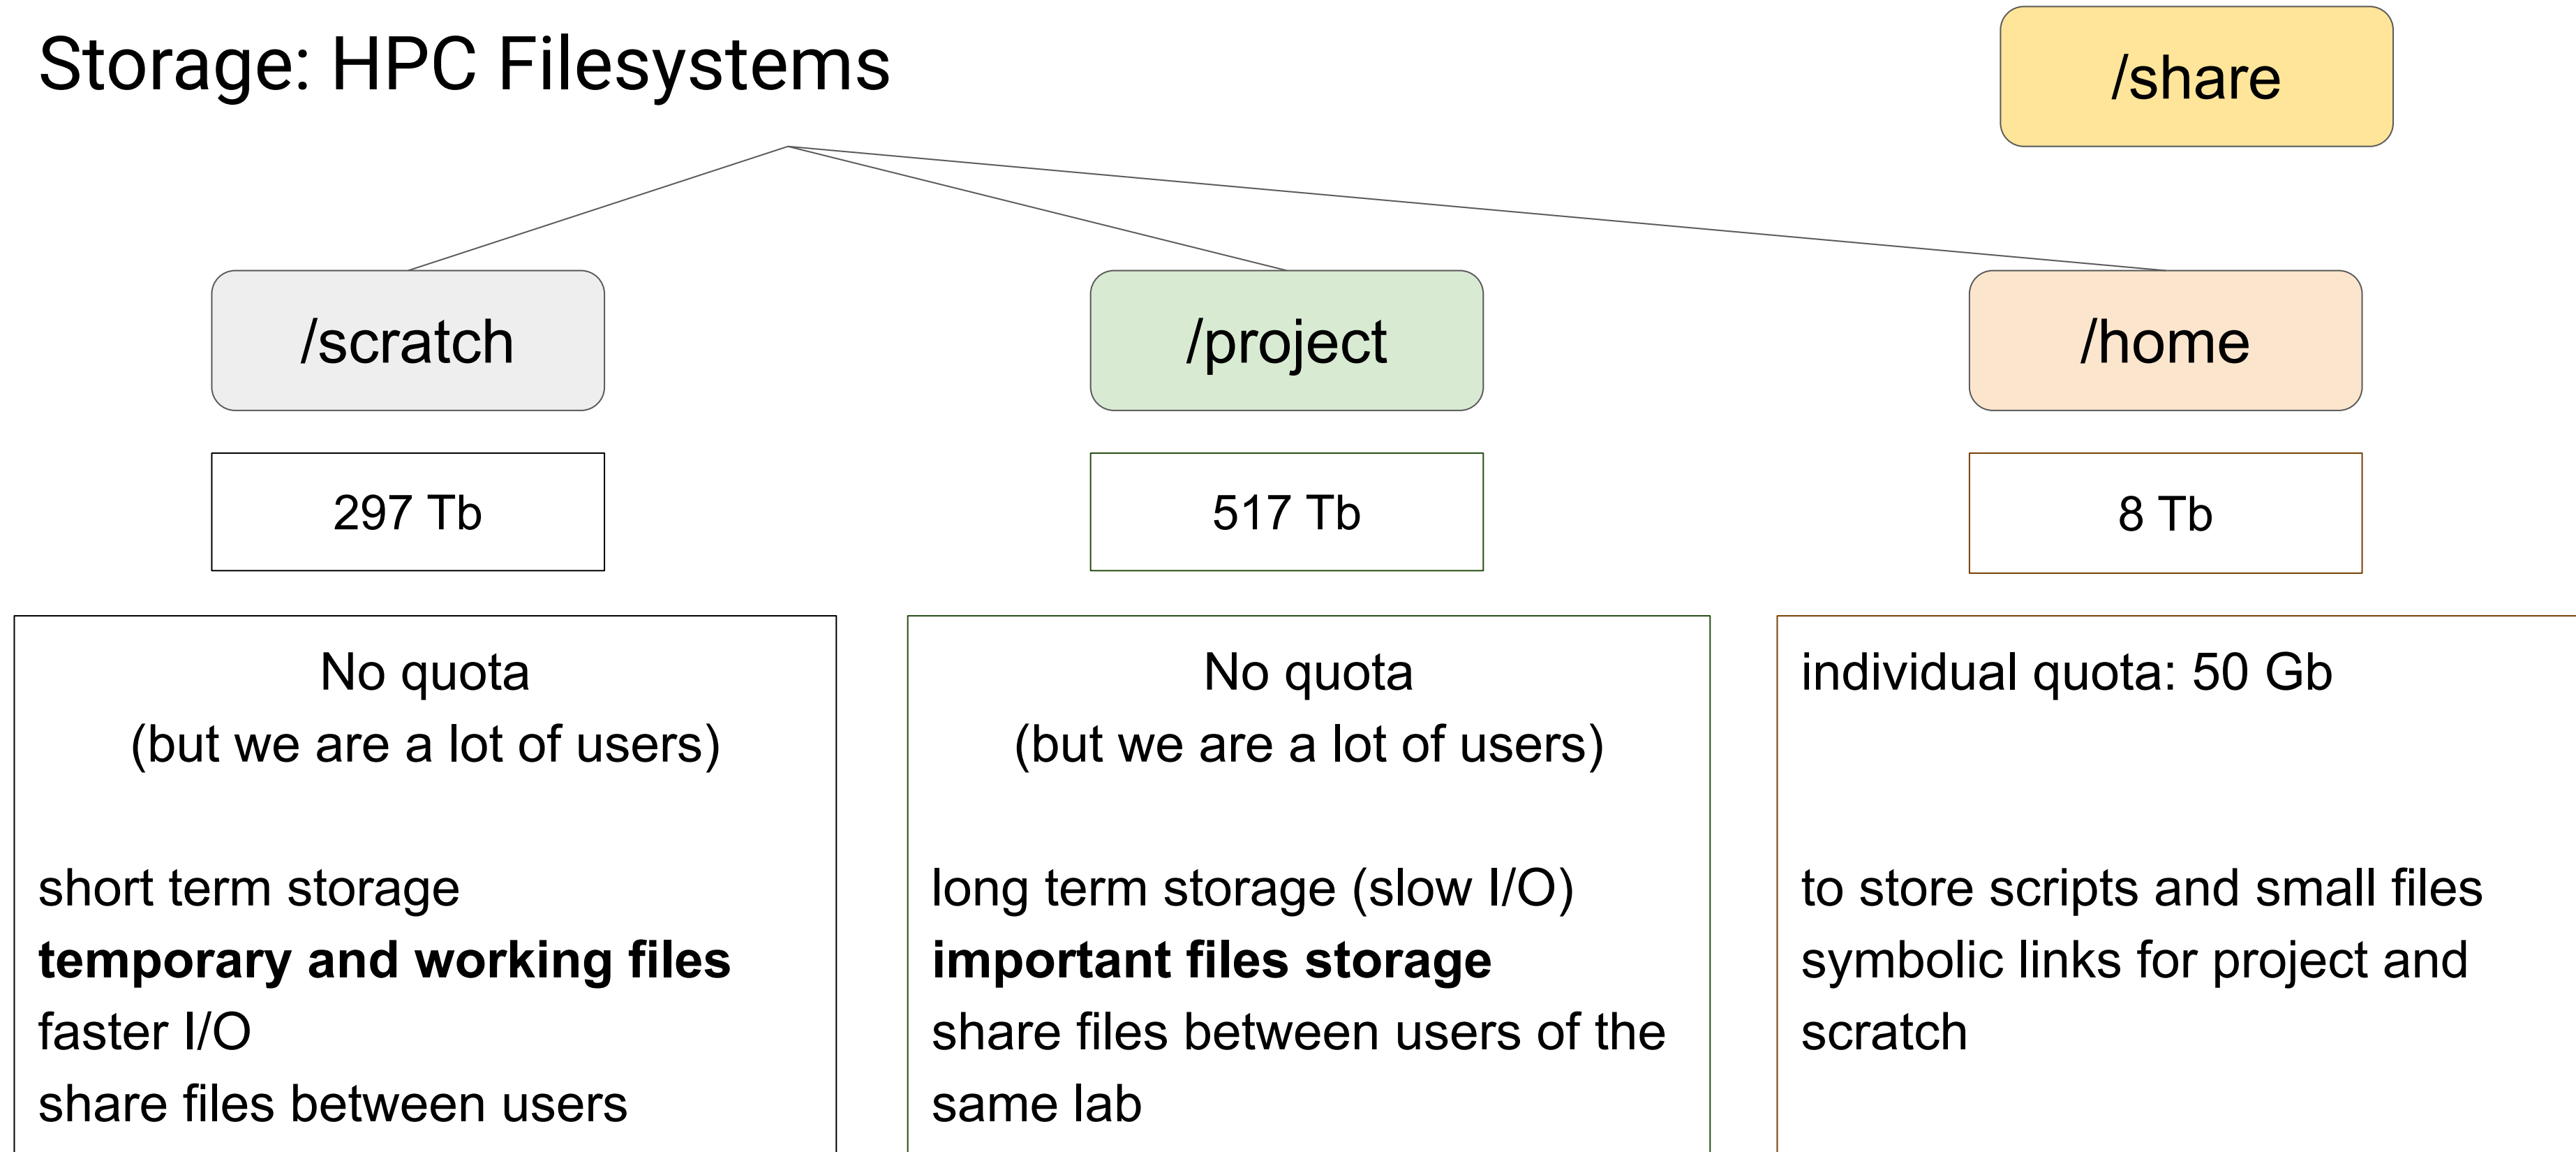 Storage: HPC Filesystems
/share
/scratch
/project
/home
297 Tb
517 Tb
8 Tb
No quota
(but we are a lot of users)
short term storage
temporary and working files
faster I/O
share files between users
No quota
(but we are a lot of users)
long term storage (slow I/O)
important files storage
share files between users of the
same lab
individual quota: 50 Gb
to store scripts and small files
symbolic links for project and
scratch